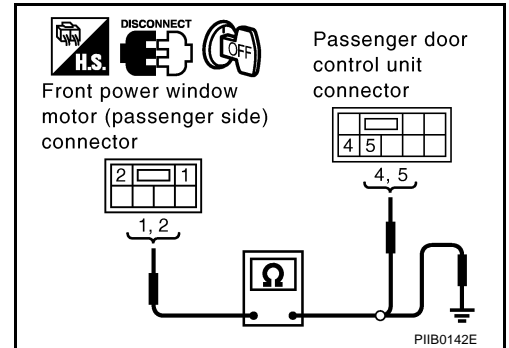 DISCONNECT
H.S.
OFF
Front power window
motor (passenger side)
connector
2 1
1, 2
Passenger door
control unit
connector
4 5
4, 5
Ω
PIIB0142E